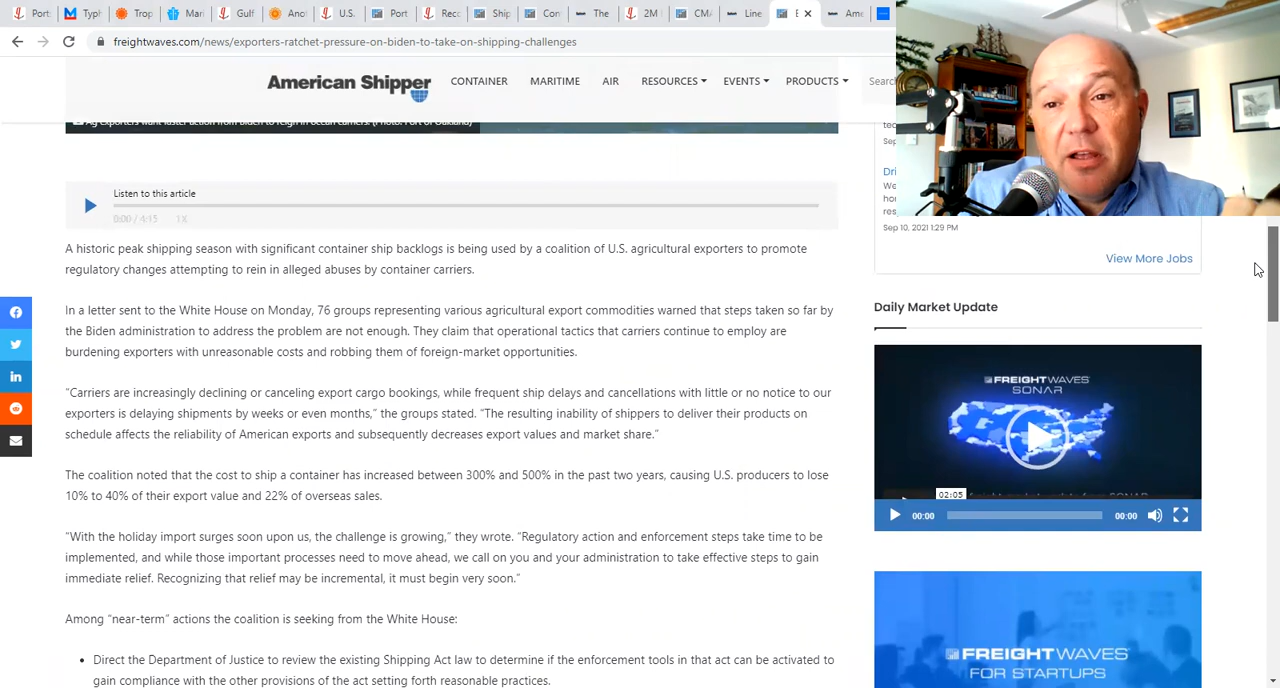 Port
Typh
Trop
Mari
Gulf
Anot
U.S.
Port
Reco
Ship
Cont
The
2M
CMA
Line
E
Ame
freightwaves.com/news/exporters-ratchet-pressure-on-biden-to-take-on-shipping-challenges
American Shipper
CONTAINER MARITIME AIR RESOURCES EVENTS PRODUCTS Search
Ag exporters want faster action from Biden to reign in ocean carriers. (Photo: Port of Oakland)
Listen to this article
0:00 / 4:15 1X
A historic peak shipping season with significant container ship backlogs is being used by a coalition of U.S. agricultural exporters to promote
regulatory changes attempting to rein in alleged abuses by container carriers.
In a letter sent to the White House on Monday, 76 groups representing various agricultural export commodities warned that steps taken so far by
the Biden administration to address the problem are not enough. They claim that operational tactics that carriers continue to employ are
burdening exporters with unreasonable costs and robbing them of foreign-market opportunities.
“Carriers are increasingly declining or canceling export cargo bookings, while frequent ship delays and cancellations with little or no notice to our
exporters is delaying shipments by weeks or even months,” the groups stated. “The resulting inability of shippers to deliver their products on
schedule affects the reliability of American exports and subsequently decreases export values and market share.”
The coalition noted that the cost to ship a container has increased between 300% and 500% in the past two years, causing U.S. producers to lose
10% to 40% of their export value and 22% of overseas sales.
“With the holiday import surges soon upon us, the challenge is growing,” they wrote. “Regulatory action and enforcement steps take time to be
implemented, and while those important processes need to move ahead, we call on you and your administration to take effective steps to gain
immediate relief. Recognizing that relief may be incremental, it must begin very soon.”
Among “near-term” actions the coalition is seeking from the White House:
• Direct the Department of Justice to review the existing Shipping Act law to determine if the enforcement tools in that act can be activated to
gain compliance with the other provisions of the act setting forth reasonable practices.
Sep 10, 2021 1:29 PM
View More Jobs
Daily Market Update
FREIGHTWAVES
SONAR
02:05
00:00 00:00
FREIGHTWAVES
FOR STARTUPS